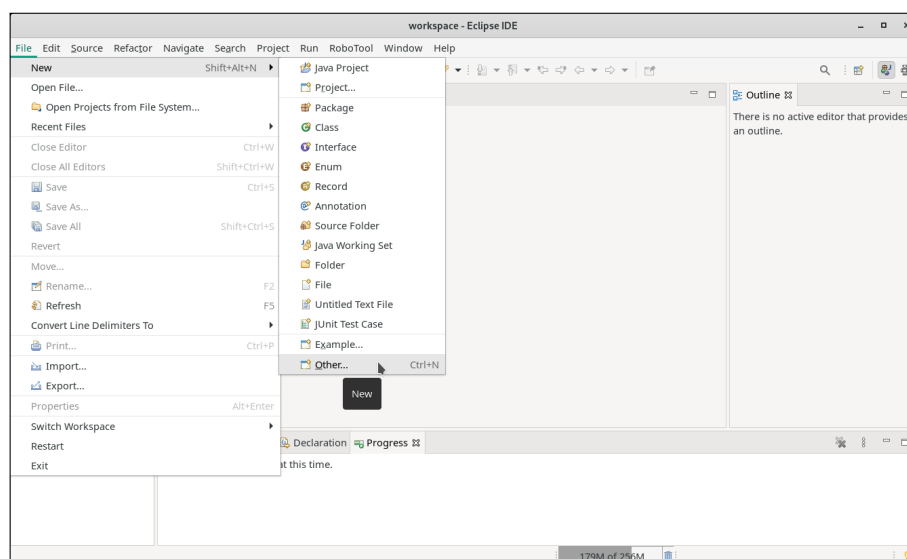 workspace - Eclipse IDE
File Edit Source Refactor Navigate Search Project Run RoboTool Window Help
New Shift+Alt+N
Open File...
Open Projects from File System...
Recent Files
Close Editor Ctrl+W
Close All Editors Shift+Ctrl+W
Save Ctrl+S
Save As...
Save All Shift+Ctrl+S
Revert
Move...
Rename... F2
Refresh F5
Convert Line Delimiters To
Print... Ctrl+P
Import...
Export...
Properties Alt+Enter
Switch Workspace
Restart
Exit
Java Project
Project...
Package
Class
Interface
Enum
Record
Annotation
Source Folder
Java Working Set
Folder
File
Untitled Text File
JUnit Test Case
Example...
Other... Ctrl+N
New
Outline
There is no active editor that provides
an outline.
Declaration Progress
at this time.
179M of 256M